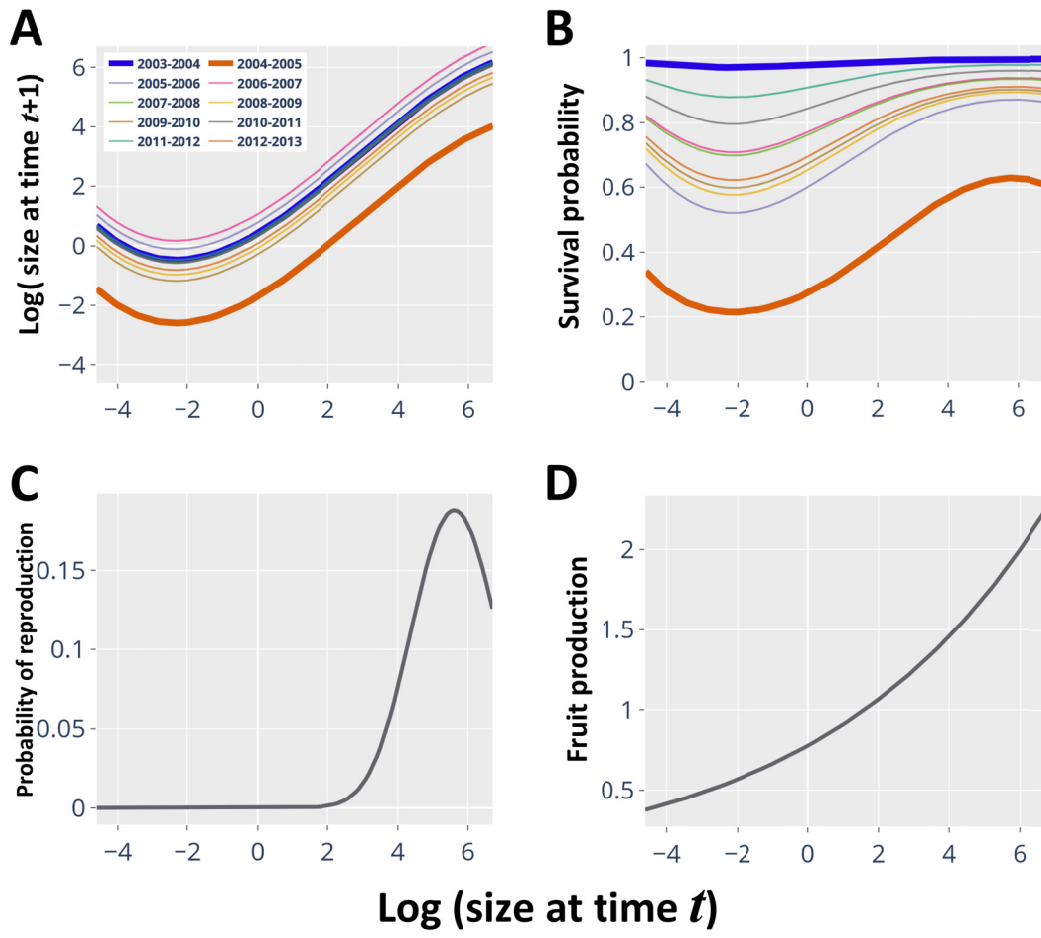 A
Log( size at time t+1)
6
4
2
0
−2
−4
2003-2004 2004-2005
2005-2006 2006-2007
2007-2008 2008-2009
2009-2010 2010-2011
2011-2012 2012-2013
−4 −2 0 2 4 6
B
Survival probability
1
0.8
0.6
0.4
0.2
0
−4 −2 0 2 4 6
C
Probability of reproduction
0.15
0.1
0.05
0
−4 −2 0 2 4 6
D
Fruit production
2
1.5
1
0.5
−4 −2 0 2 4 6
Log (size at time t)